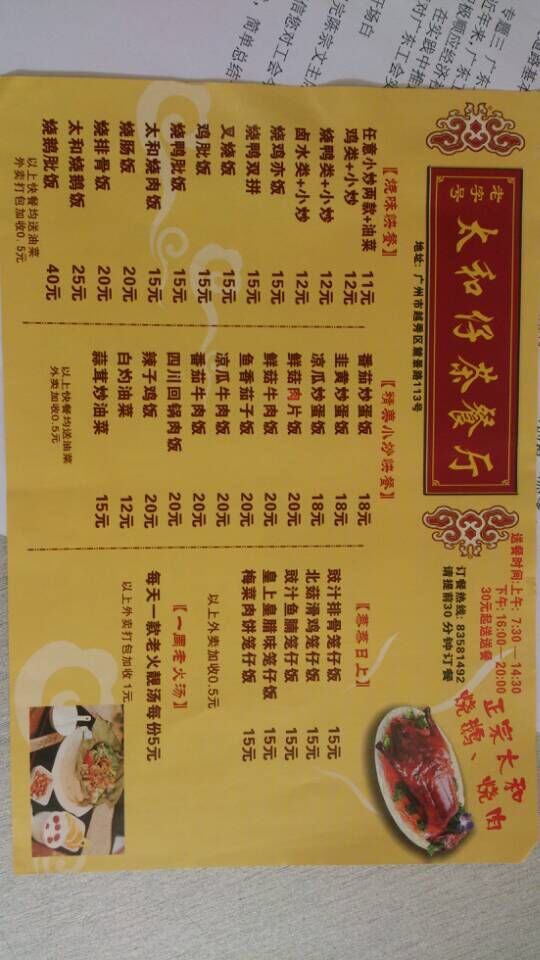 老字号
太和仔茶餐厅
地址: 广州市越秀区麓景路113号
送餐时间:上午: 7:30—14:30
下午: 16:00—20:00
30元起送送餐
订餐热线: 83581492
请提前30分钟订餐
正宗太和
烧鹅、烧肉
【烧味快餐】
任意小炒两款+油菜 11元
鸡类+小炒 12元
烧鸭类+小炒 12元
卤水类+小炒 12元
烧鸡亦饭 15元
烧鸭双拼 15元
叉烧饭 15元
鸡肶饭 15元
烧鸭肶饭 15元
太和烧肉饭 15元
烧肠饭 20元
烧排骨饭 20元
太和烧鹅饭 25元
烧鹅肶饭 40元
以上快餐均送油菜
外卖打包加收0.5元
【精美小炒快餐】
番茄炒蛋饭 18元
韭黄炒蛋饭 18元
凉瓜炒蛋饭 18元
鲜菇肉片饭 20元
鲜菇牛肉饭 20元
鱼香茄子饭 20元
凉瓜牛肉饭 20元
番茄牛肉饭 20元
四川回锅肉饭 20元
辣子鸡饭 20元
白灼油菜 12元
蒜茸炒油菜 15元
以上快餐均送油菜
外卖加收0.5元
【蒸蒸日上】
豉汁排骨笼仔饭 15元
北菇滑鸡笼仔饭 15元
豉汁鱼腩笼仔饭 15元
皇上皇腊味笼仔饭 15元
梅菜肉饼笼仔饭 15元
以上外卖加收0.5元
【一周老火汤】
每天一款老火靓汤每份5元
以上外卖打包加收 1元